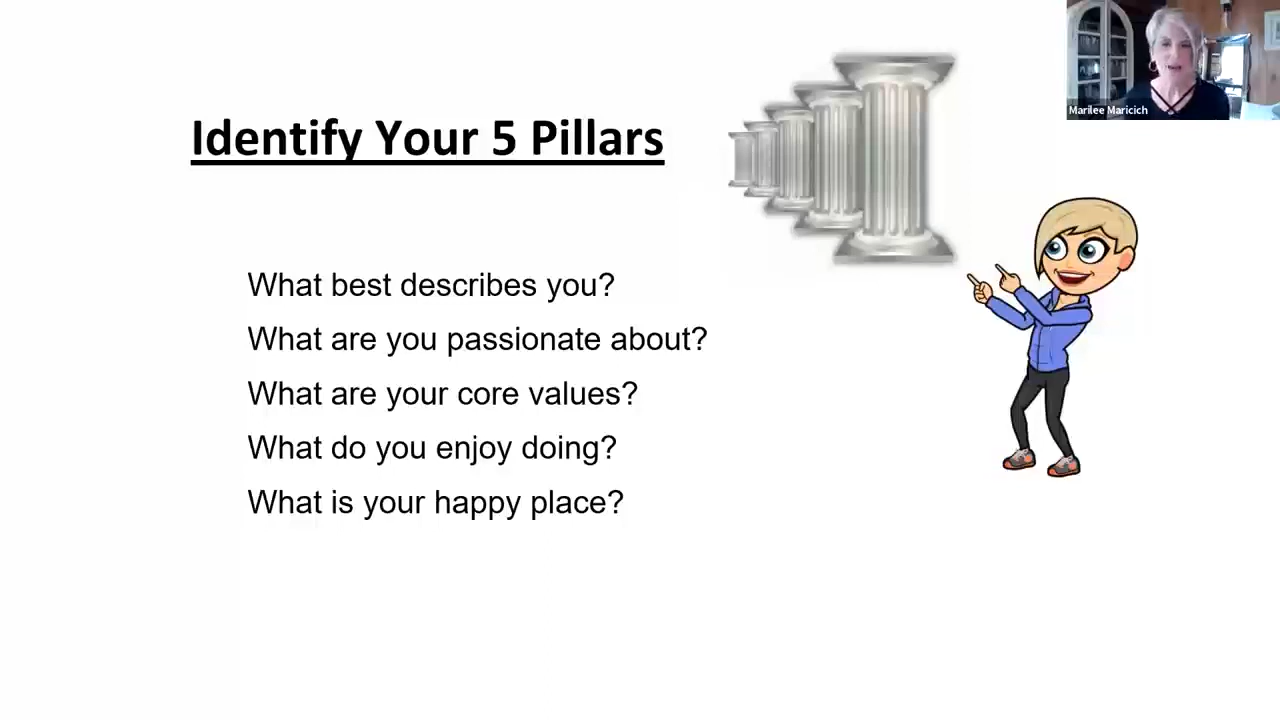 Identify Your 5 Pillars
Marilee Maricich
What best describes you?
What are you passionate about?
What are your core values?
What do you enjoy doing?
What is your happy place?